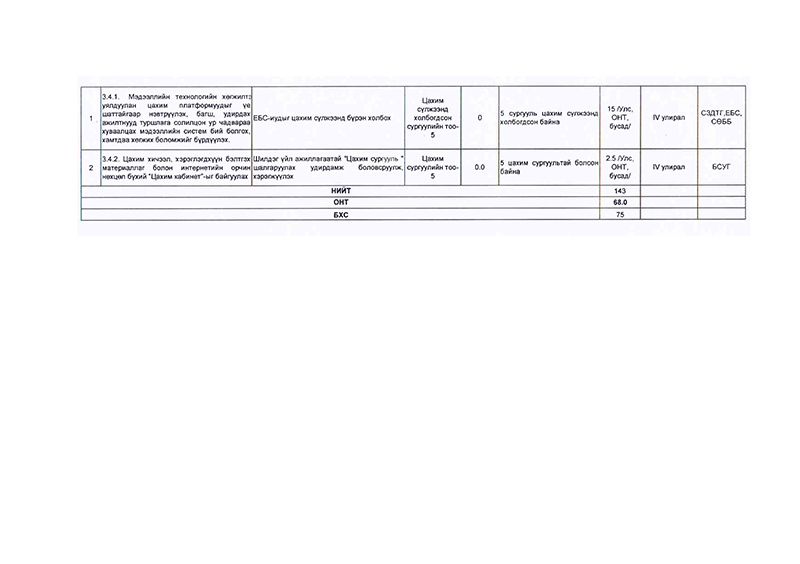 1
3.4.1. Мэдээллийн технологийн хөгжилтэ
уялдуулан цахим платформуудыг үе
шаттайгаар нэвтрүүлэх, багш, удирдах
ажилтнууд туршлага солилцон ур чадвараа
хуваалцах мэдээллийн систем бий болгох,
хамтдаа хөгжих боломжийг бүрдүүлэх.
ЕБС-иудыг цахим сүлжээнд бүрэн холбох
Цахим
сүлжээнд
холбогдсон
сургуулийн тоо-
5
0
5 сургууль цахим сүлжээнд
холбогдсон байна
15 /Улс,
ОНТ,
бусад/
IV улирал
СЗДТГ,ЕБС,
СӨББ
2
3.4.2. Цахим хичээл, хэрэглэгдхүүн бэлтгэх
материаллаг болон интернетийн орчин
нөхцөл бүхий "Цахим кабинет"-ыг байгуулах
Шилдэг үйл ажиллагаатай "Цахим сургууль "
шалгаруулах удирдамж боловсруулж,
хэрэгжүүлэх
Цахим
сургуулийн тоо-
5
0.0
5 цахим сургуультай болсон
байна
2.5 /Улс,
ОНТ,
бусад/
IV улирал
БСУГ
НИЙТ 143
ОНТ 68.0
БХС 75